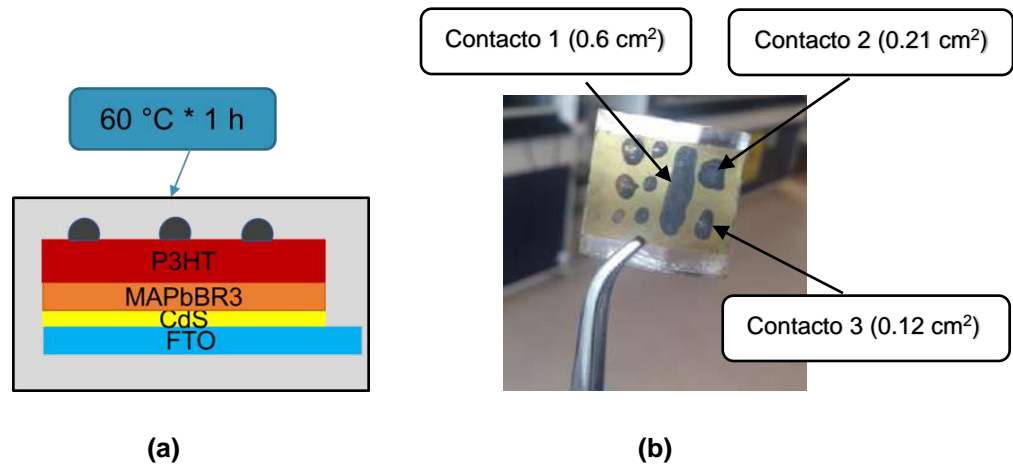 Contacto 1 (0.6 cm²)
Contacto 2 (0.21 cm²)
60 °C * 1 h
P3HT
MAPbBR3
CdS
FTO
Contacto 3 (0.12 cm²)
(a)
(b)